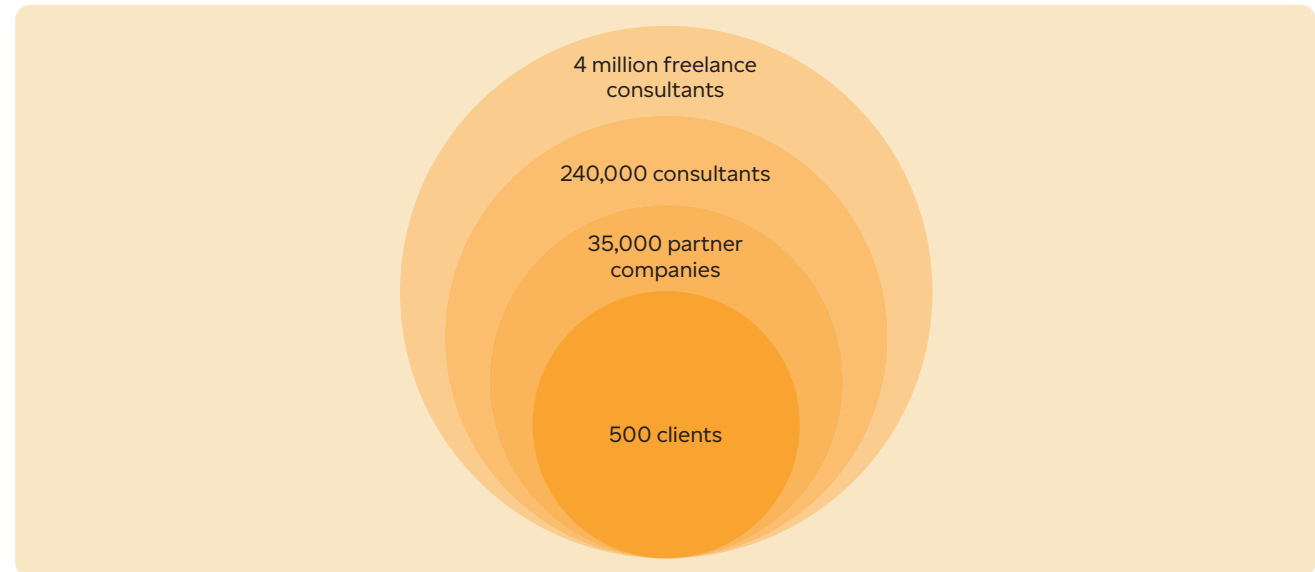 4 million freelance
consultants
240,000 consultants
35,000 partner
companies
500 clients